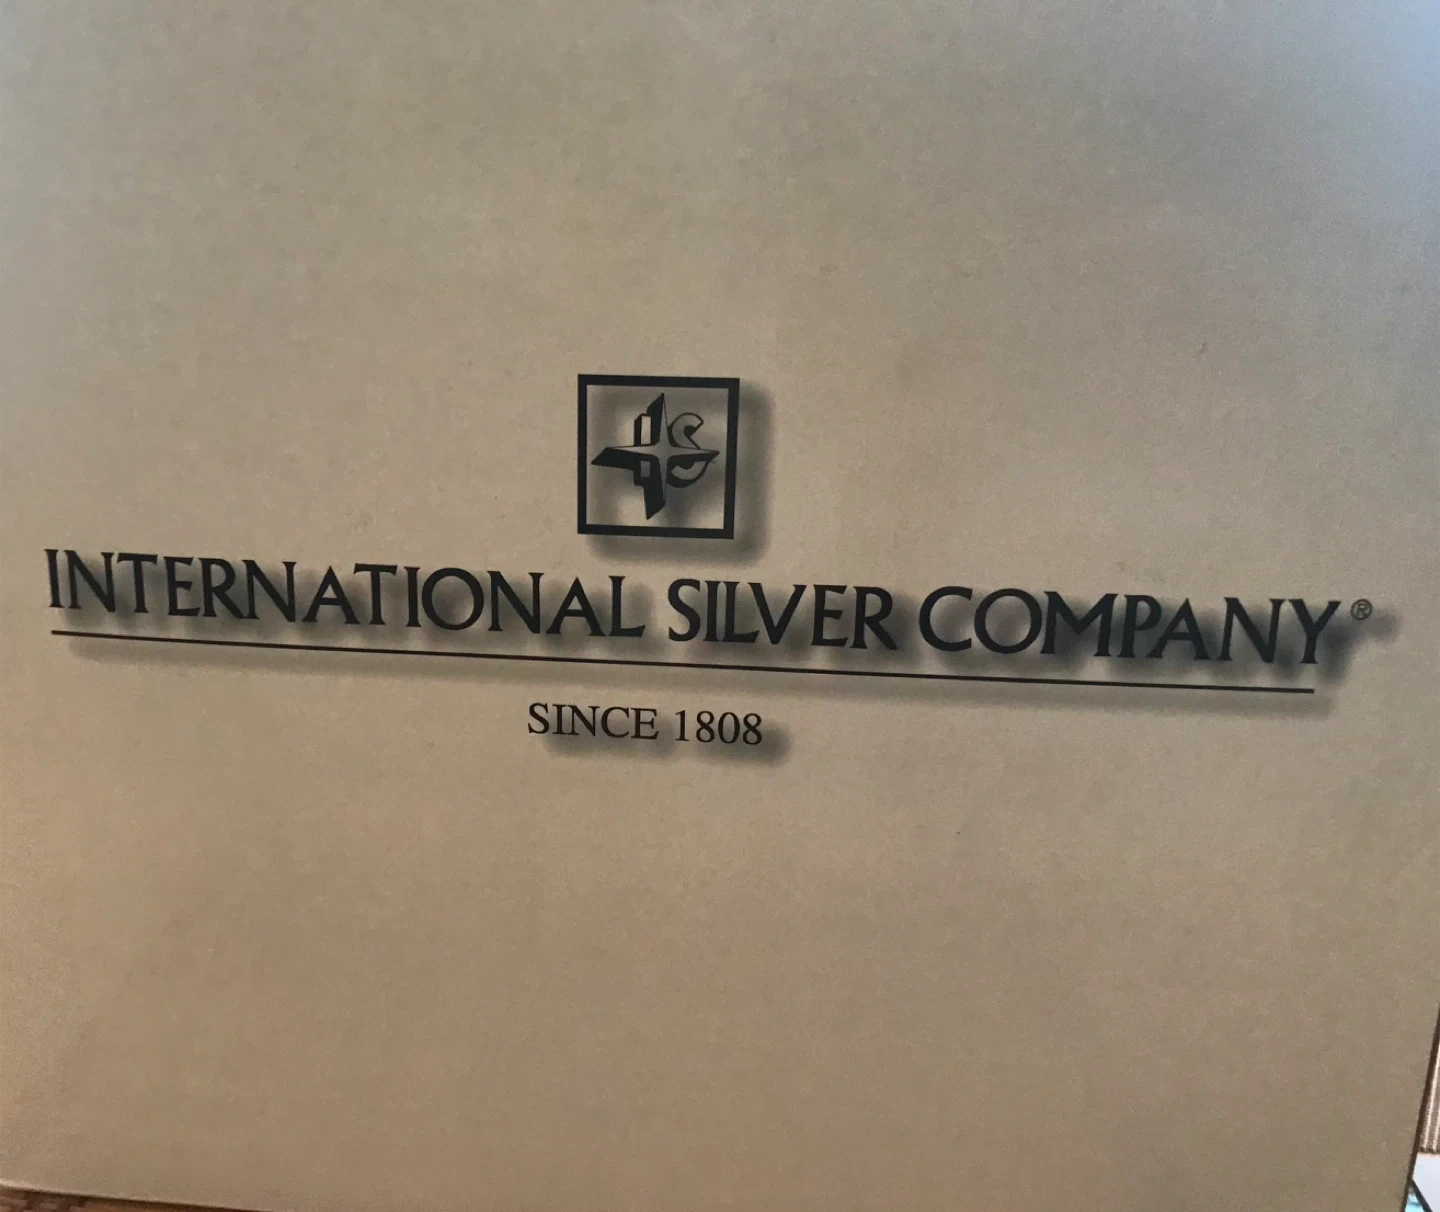 INTERNATIONAL SILVER COMPANY®
SINCE 1808